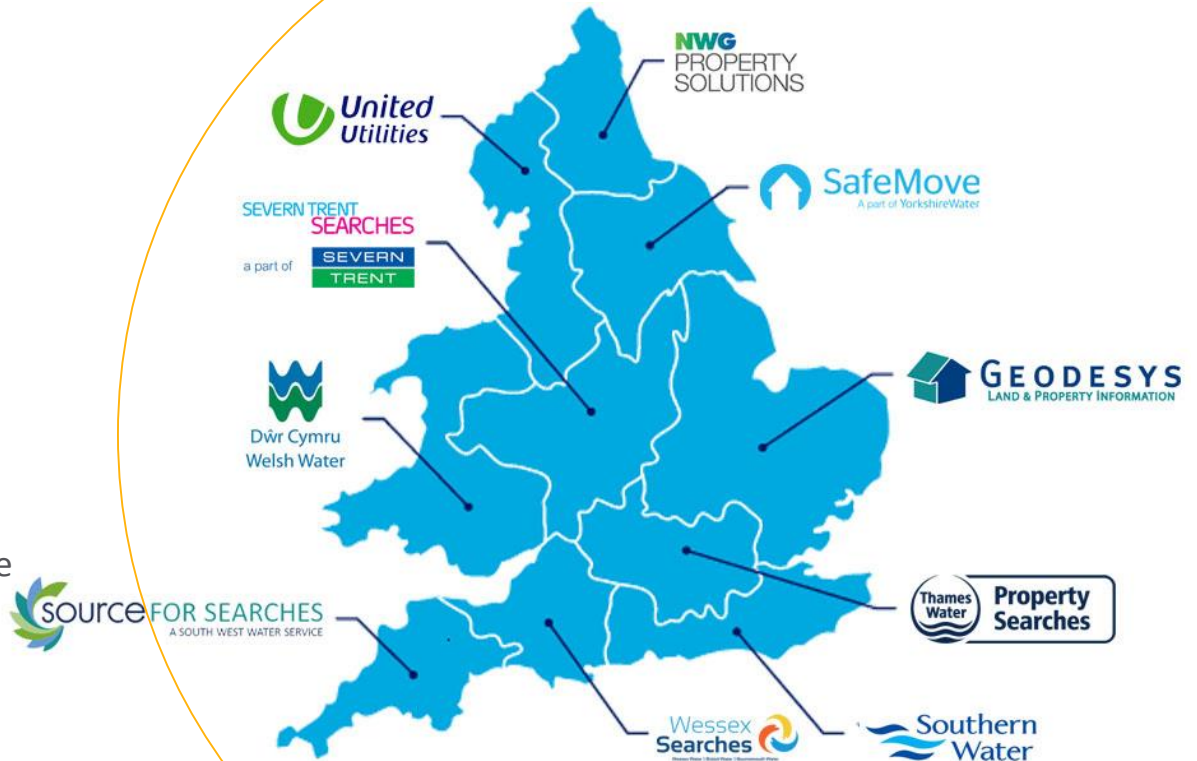 NWG
PROPERTY
SOLUTIONS
United
Utilities
SafeMove
A part of YorkshireWater
SEVERN TRENT
SEARCHES
a part of
SEVERN
TRENT
GEODESYS
LAND & PROPERTY INFORMATION
Dŵr Cymru
Welsh Water
e
source FOR SEARCHES
A SOUTH WEST WATER SERVICE
Thames
Water
Property
Searches
Wessex
Searches
Southern
Water